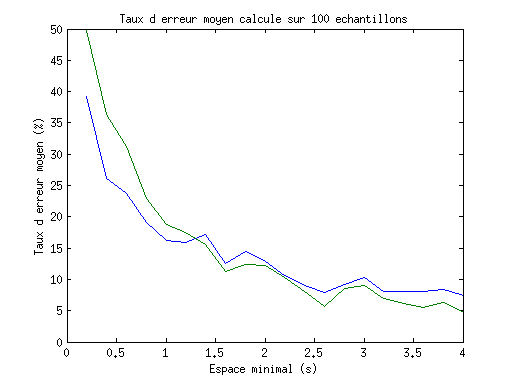 Taux d erreur moyen calcule sur 100 echantillons
50
45
40
35
30
25
20
15
10
5
0
Taux d erreur moyen (%)
0 0.5 1 1.5 2 2.5 3 3.5 4
Espace minimal (s)